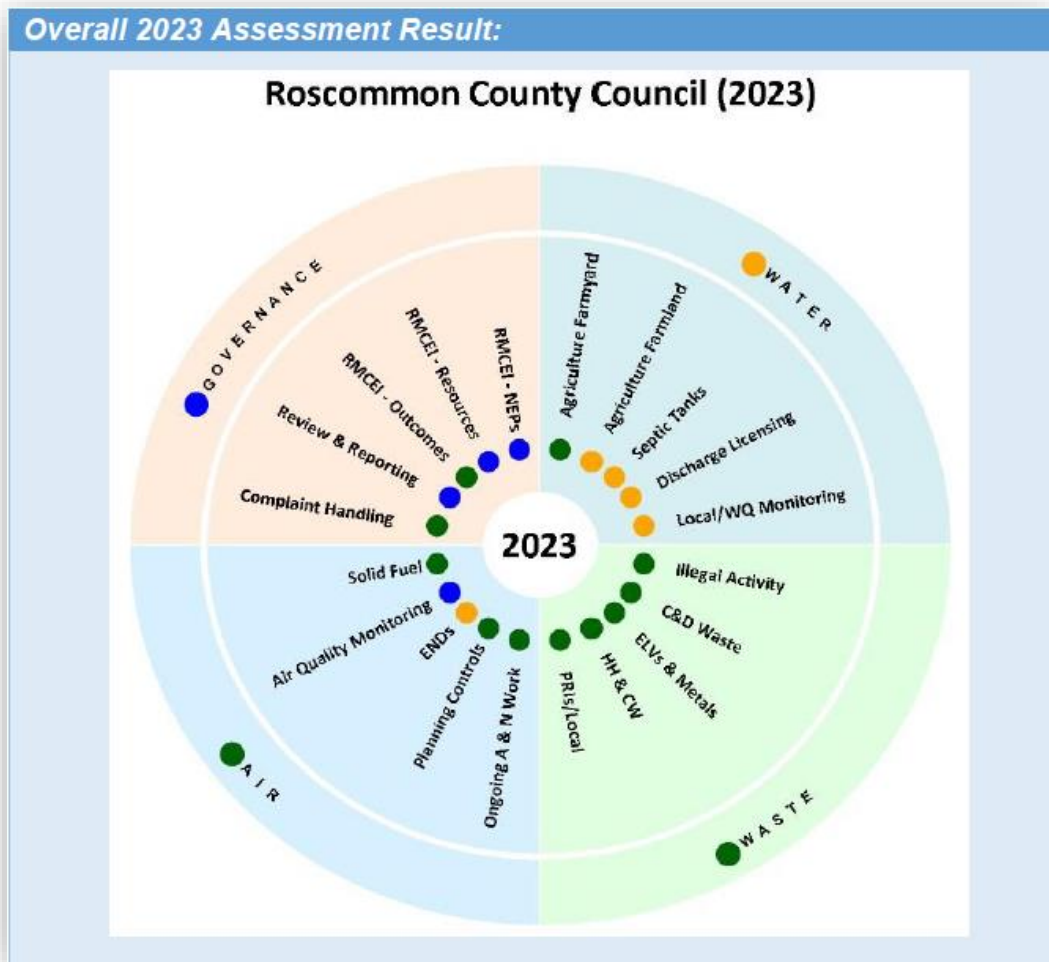 Overall 2023 Assessment Result:
Roscommon County Council (2023)
GOVERNANCE
RMCEI - NEPs
RMCEI - Resources
RMCEI - Outcomes
Review & Reporting
Complaint Handling
WATER
Agriculture Farmyard
Agriculture Farmland
Septic Tanks
Discharge Licensing
Local/WQ Monitoring
2023
Solid Fuel
Air Quality Monitoring
ENDs
Planning Controls
Ongoing A & N Work
AIR
Illegal Activity
C&D Waste
ELVs & Metals
HH & CW
PRIs/Local
WASTE